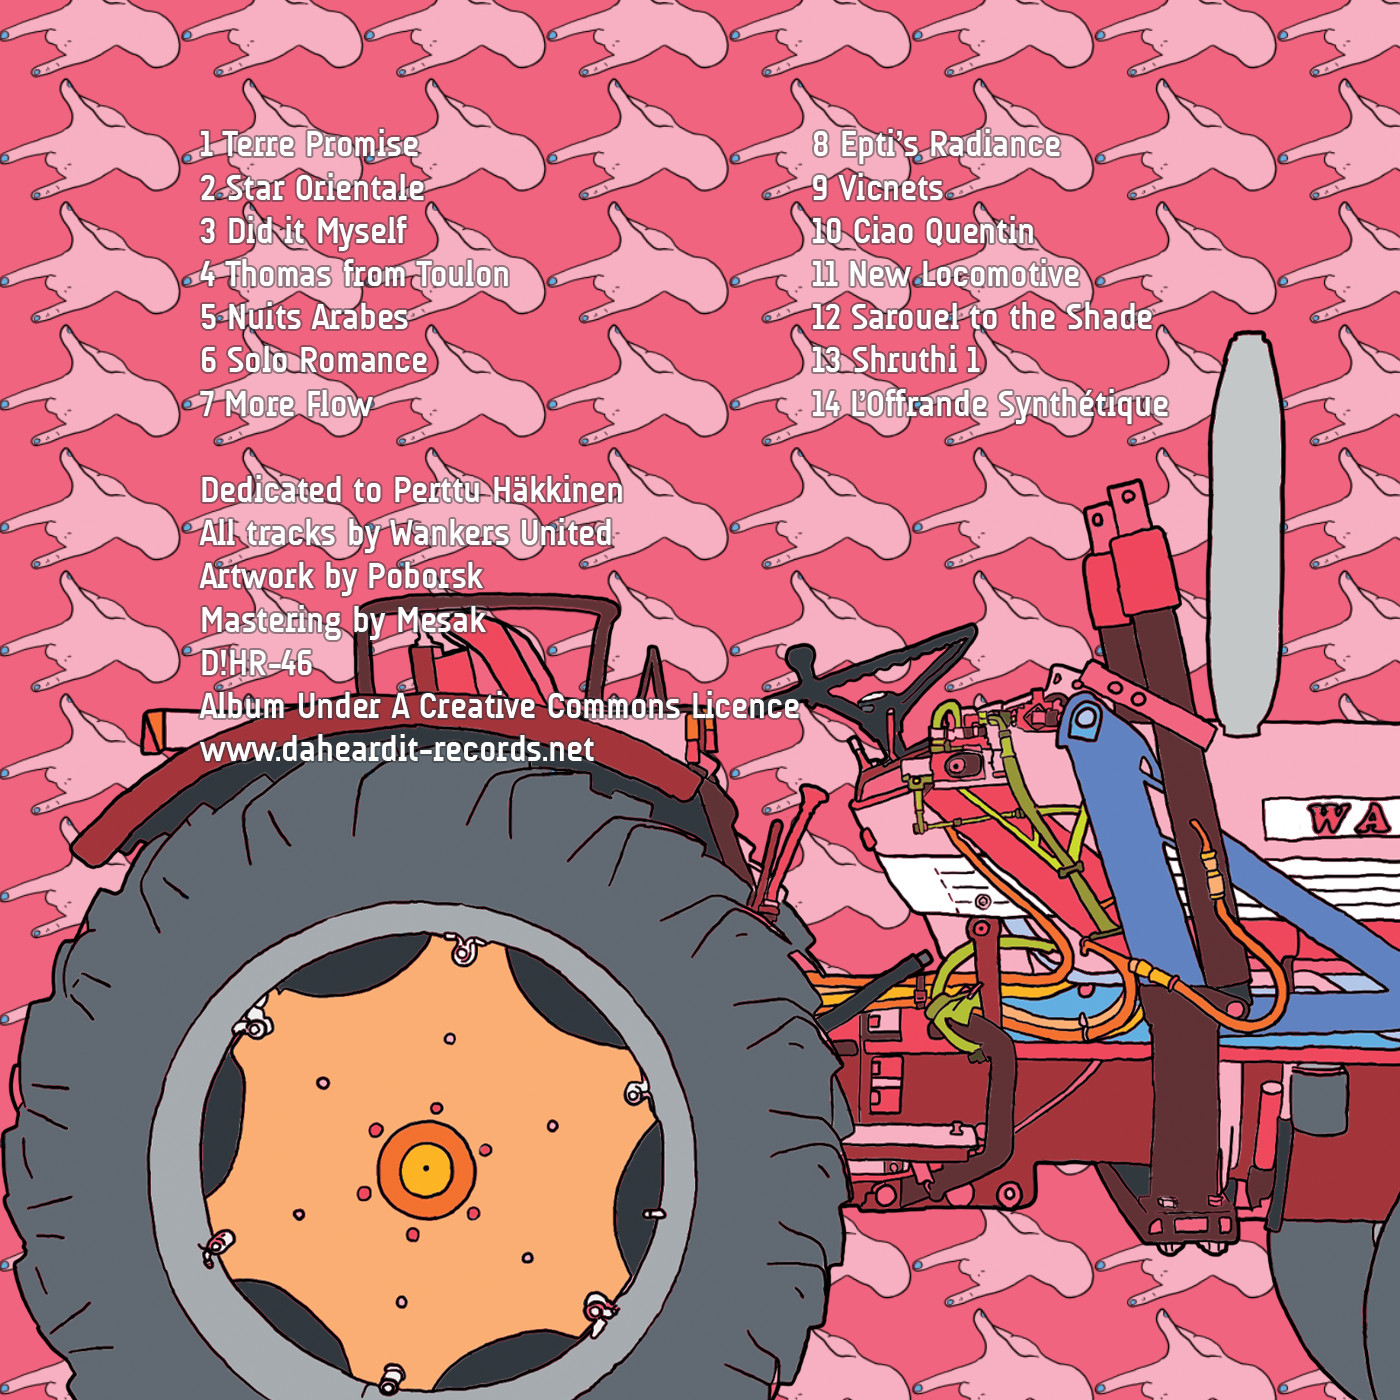 1 Terre Promise
2 Star Orientale
3 Did it Myself
4 Thomas from Toulon
5 Nuits Arabes
6 Solo Romance
7 More Flow
8 Epti’s Radiance
9 Vicnets
10 Ciao Quentin
11 New Locomotive
12 Sarouel to the Shade
13 Shruthi 1
14 L’Offrande Synthétique
Dedicated to Perttu Häkkinen
All tracks by Wankers United
Artwork by Poborsk
Mastering by Mesak
D!HR-46
Album Under A Creative Commons Licence
www.daheardit-records.net
WA